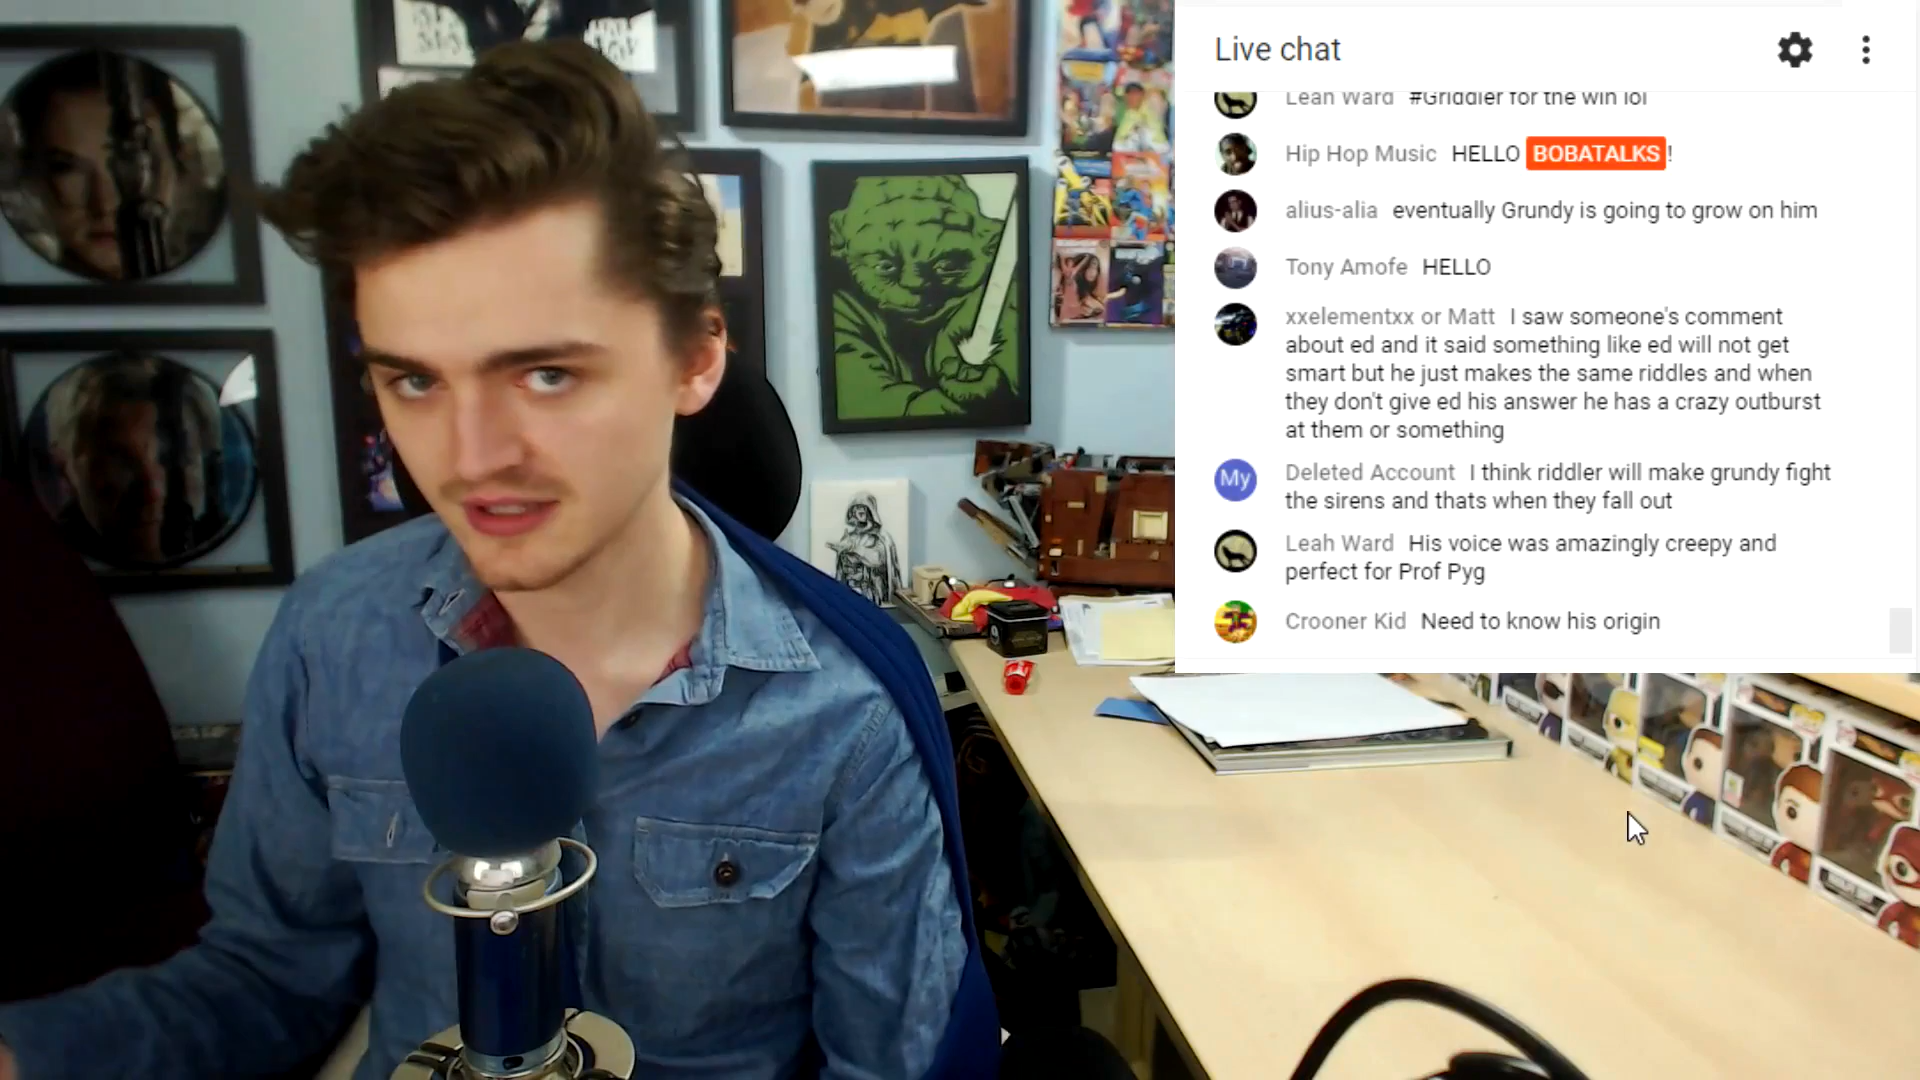 Live chat
Leah Ward #Griddler for the win lol
Hip Hop Music HELLO BOBATALKS!
alius-alia eventually Grundy is going to grow on him
Tony Amofe HELLO
xxelementxx or Matt I saw someone's comment
about ed and it said something like ed will not get
smart but he just makes the same riddles and when
they don't give ed his answer he has a crazy outburst
at them or something
My
Deleted Account I think riddler will make grundy fight
the sirens and thats when they fall out
Leah Ward His voice was amazingly creepy and
perfect for Prof Pyg
Crooner Kid Need to know his origin